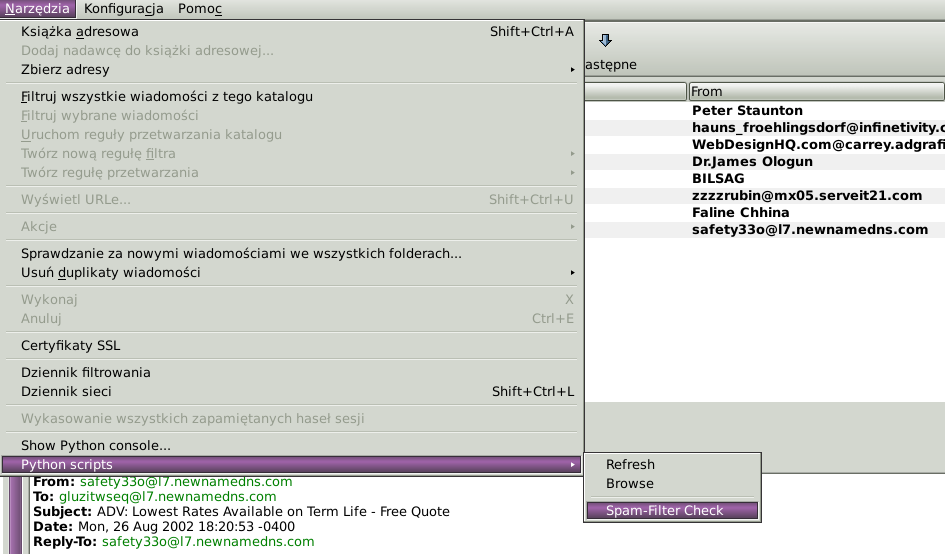 Narzędzia Konfiguracja Pomoc
Książka adresowa Shift+Ctrl+A
Dodaj nadawcę do książki adresowej...
Zbierz adresy
Filtruj wszystkie wiadomości z tego katalogu
Filtruj wybrane wiadomości
Uruchom reguły przetwarzania katalogu
Twórz nową regułę filtra
Twórz regułę przetwarzania
Wyświetl URLe... Shift+Ctrl+U
Akcje
Sprawdzanie za nowymi wiadomościami we wszystkich folderach...
Usuń duplikaty wiadomości
Wykonaj X
Anuluj Ctrl+E
Certyfikaty SSL
Dziennik filtrowania
Dziennik sieci Shift+Ctrl+L
Wykasowanie wszystkich zapamiętanych haseł sesji
Show Python console...
Python scripts
Refresh
Browse
Spam-Filter Check
astępne
From
Peter Staunton
hauns_froehlingsdorf@infinetivity.c
WebDesignHQ.com@carrey.adgrafi
Dr.James Ologun
BILSAG
zzzzrubin@mx05.serveit21.com
Faline Chhina
safety33o@l7.newnamedns.com
From: safety33o@l7.newnamedns.com
To: gluzitwseq@l7.newnamedns.com
Subject: ADV: Lowest Rates Available on Term Life - Free Quote
Date: Mon, 26 Aug 2002 18:20:53 -0400
Reply-To: safety33o@l7.newnamedns.com